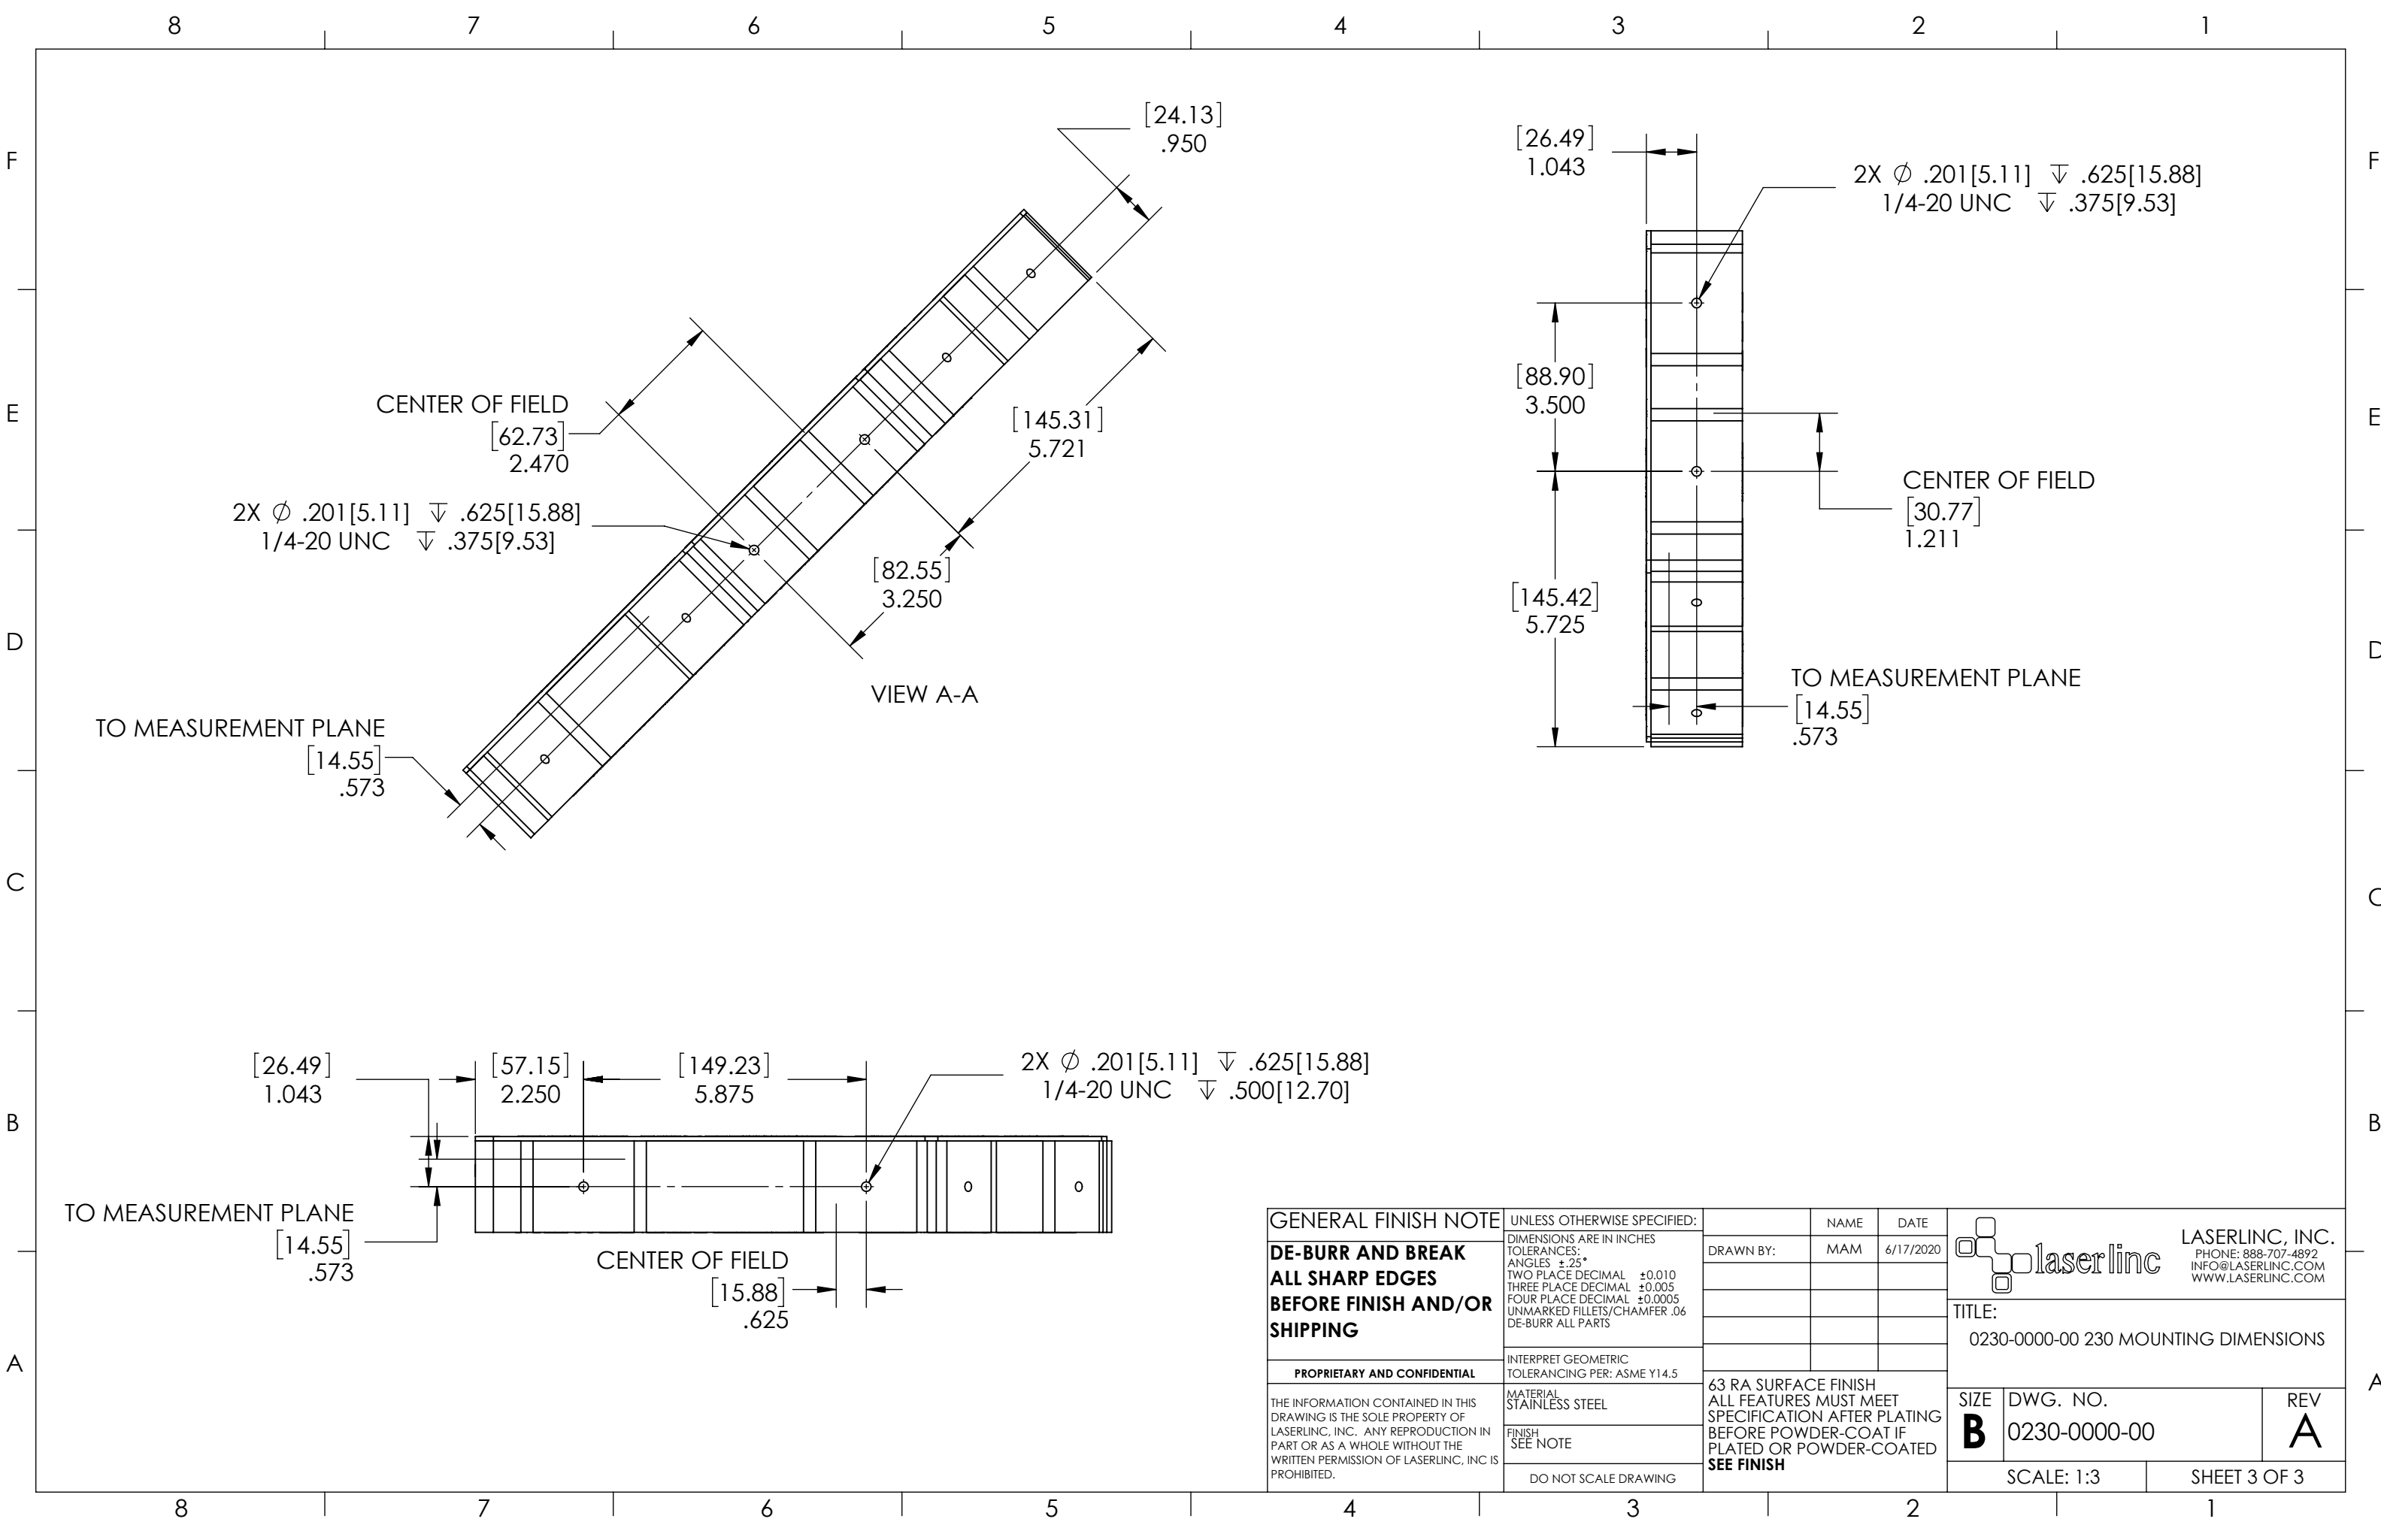 8 7 6 5 4 3 2 1
F
E
D
C
B
A
[24.13]
.950
CENTER OF FIELD
[62.73]
2.470
[145.31]
5.721
2X ∅ .201[5.11] ↧ .625[15.88]
1/4-20 UNC ↧ .375[9.53]
[82.55]
3.250
VIEW A-A
TO MEASUREMENT PLANE
[14.55]
.573
[26.49]
1.043
2X ∅ .201[5.11] ↧ .625[15.88]
1/4-20 UNC ↧ .375[9.53]
[88.90]
3.500
CENTER OF FIELD
[30.77]
1.211
[145.42]
5.725
TO MEASUREMENT PLANE
[14.55]
.573
[26.49]
1.043
[57.15]
2.250
[149.23]
5.875
2X ∅ .201[5.11] ↧ .625[15.88]
1/4-20 UNC ↧ .500[12.70]
TO MEASUREMENT PLANE
[14.55]
.573
CENTER OF FIELD
[15.88]
.625
F
E
D
C
B
A
GENERAL FINISH NOTE
DE-BURR AND BREAK
ALL SHARP EDGES
BEFORE FINISH AND/OR
SHIPPING
PROPRIETARY AND CONFIDENTIAL
THE INFORMATION CONTAINED IN THIS
DRAWING IS THE SOLE PROPERTY OF
LASERLINC, INC. ANY REPRODUCTION IN
PART OR AS A WHOLE WITHOUT THE
WRITTEN PERMISSION OF LASERLINC, INC IS
PROHIBITED.
UNLESS OTHERWISE SPECIFIED:
DIMENSIONS ARE IN INCHES
TOLERANCES:
ANGLES ±.25°
TWO PLACE DECIMAL ±0.010
THREE PLACE DECIMAL ±0.005
FOUR PLACE DECIMAL ±0.0005
UNMARKED FILLETS/CHAMFER .06
DE-BURR ALL PARTS
INTERPRET GEOMETRIC
TOLERANCING PER: ASME Y14.5
MATERIAL
STAINLESS STEEL
FINISH
SEE NOTE
DO NOT SCALE DRAWING
NAME DATE
DRAWN BY: MAM 6/17/2020
63 RA SURFACE FINISH
ALL FEATURES MUST MEET
SPECIFICATION AFTER PLATING
BEFORE POWDER-COAT IF
PLATED OR POWDER-COATED
SEE FINISH
laserlinc
LASERLINC, INC.
PHONE: 888-707-4892
INFO@LASERLINC.COM
WWW.LASERLINC.COM
TITLE:
0230-0000-00 230 MOUNTING DIMENSIONS
SIZE
B
DWG. NO.
0230-0000-00
REV
A
SCALE: 1:3
SHEET 3 OF 3
8 7 6 5 4 3 2 1